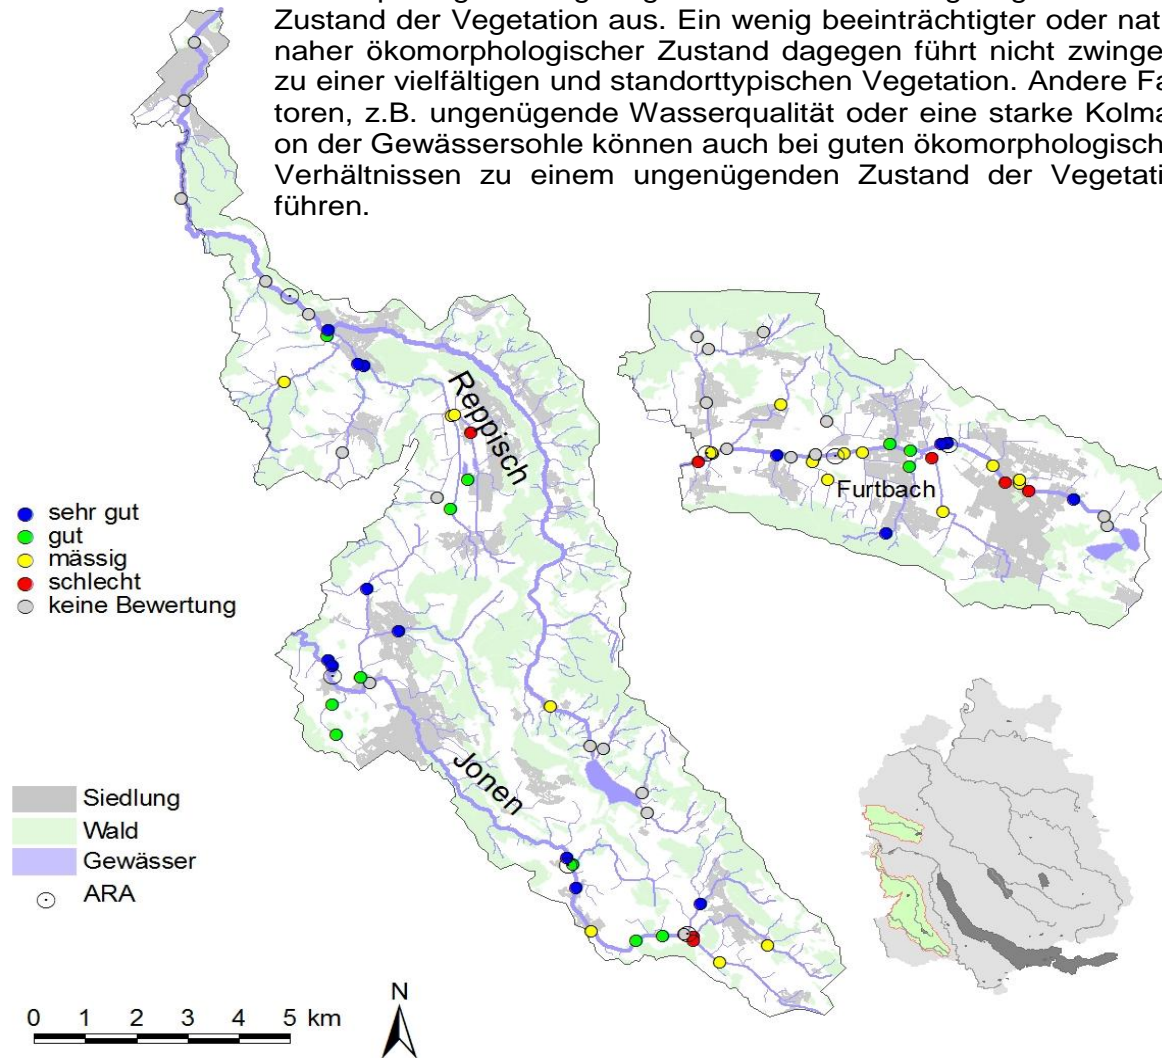 Zustand der Vegetation aus. Ein wenig beeinträchtigter oder nat
naher ökomorphologischer Zustand dagegen führt nicht zwinge
zu einer vielfältigen und standorttypischen Vegetation. Andere Fa
toren, z.B. ungenügende Wasserqualität oder eine starke Kolma
on der Gewässersohle können auch bei guten ökomorphologisch
Verhältnissen zu einem ungenügenden Zustand der Vegetati
führen.
Reppisch
Furtbach
sehr gut
gut
mässig
schlecht
keine Bewertung
Jonen
Siedlung
Wald
Gewässer
ARA
N
0 1 2 3 4 5 km